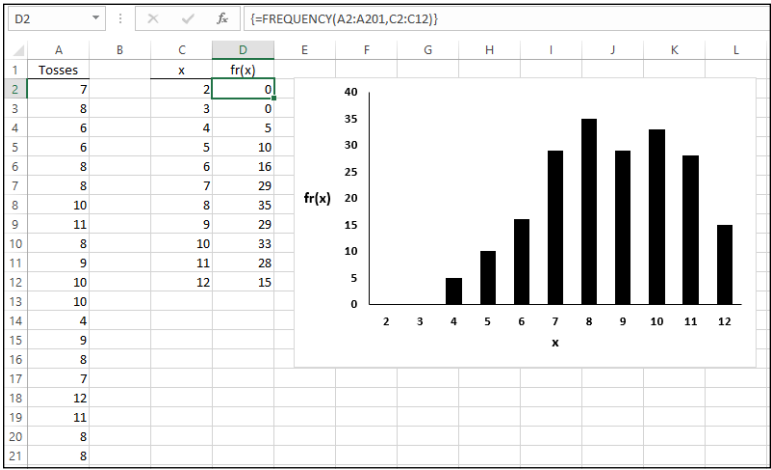 D2 fx {=FREQUENCY(A2:A201,C2:C12)}
A B C D E F G H I J K L
1 Tosses x fr(x)
2 7 2 0
3 8 3 0
4 6 4 5
5 6 5 10
6 8 6 16
7 8 7 29
8 10 8 35
9 11 9 29
10 8 10 33
11 9 11 28
12 10 12 15
13 10
14 4
15 9
16 8
17 7
18 12
19 11
20 8
21 8
40
35
30
25
fr(x) 20
15
10
5
0
2 3 4 5 6 7 8 9 10 11 12
x